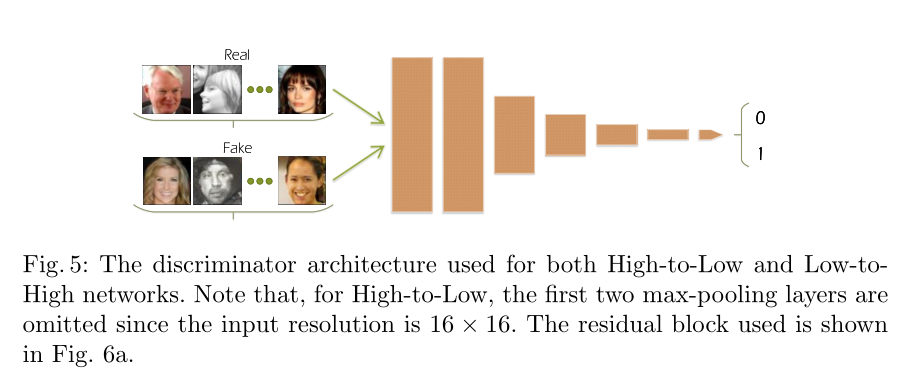 Real
Fake
0
1
Fig. 5: The discriminator architecture used for both High-to-Low and Low-to-
High networks. Note that, for High-to-Low, the first two max-pooling layers are
omitted since the input resolution is 16 × 16. The residual block used is shown
in Fig. 6a.